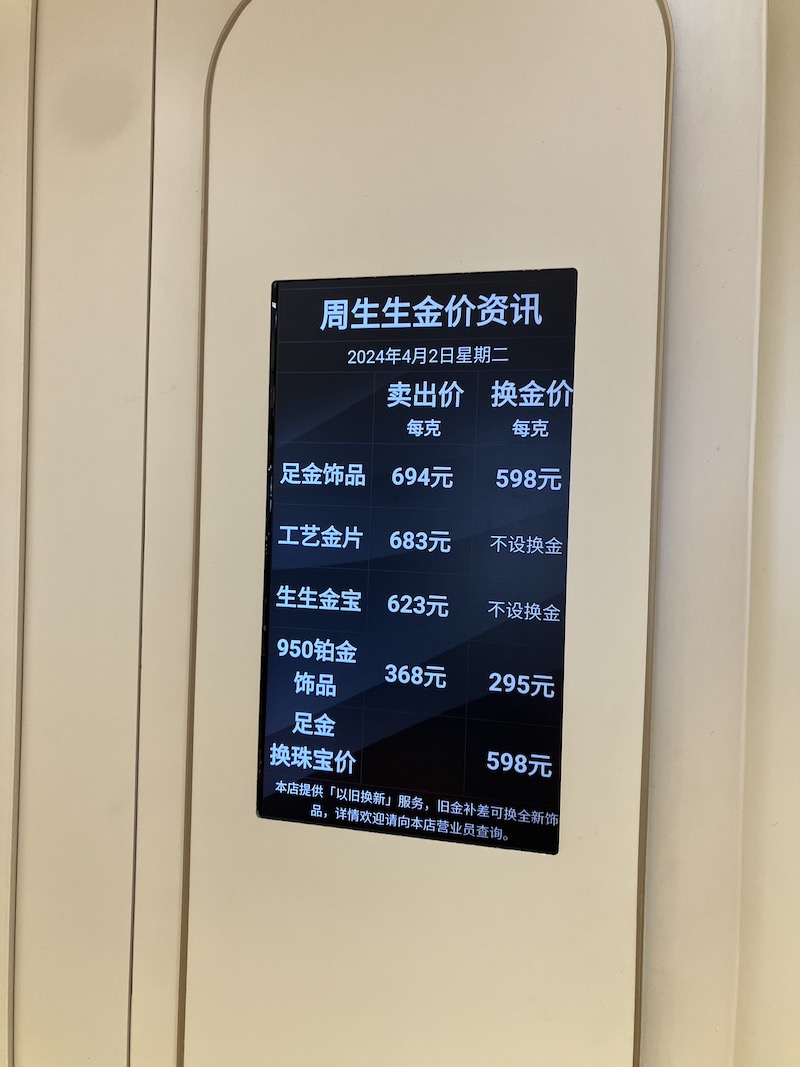 周生生金价资讯
2024年4月2日星期二
卖出价 换金价
每克 每克
足金饰品 694元 598元
工艺金片 683元 不设换金
生生金宝 623元 不设换金
950铂金
饰品 368元 295元
足金
换珠宝价 598元
本店提供「以旧换新」服务，旧金补差可换全新饰
品，详情欢迎请向本店营业员查询。